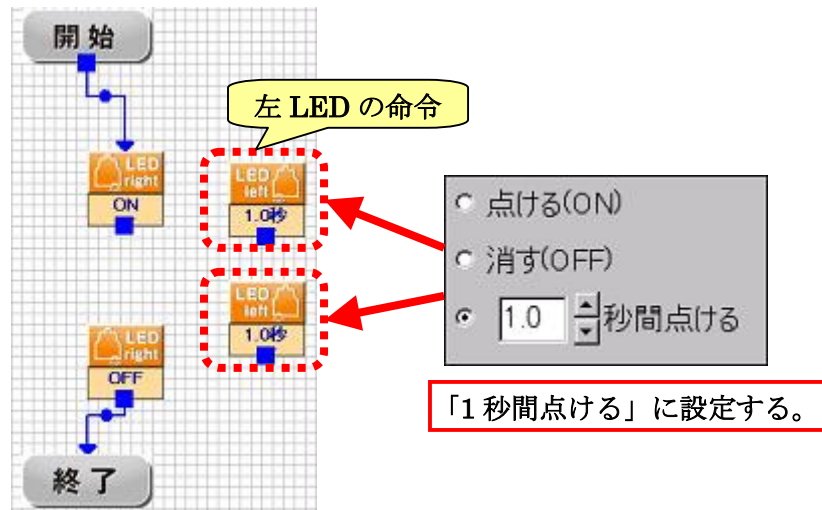 開始
左 LED の命令
LED
right
ON
LED
left
1.0秒
点ける(ON)
消す(OFF)
1.0 秒間点ける
LED
left
1.0秒
LED
right
OFF
「1 秒間点ける」に設定する。
終了